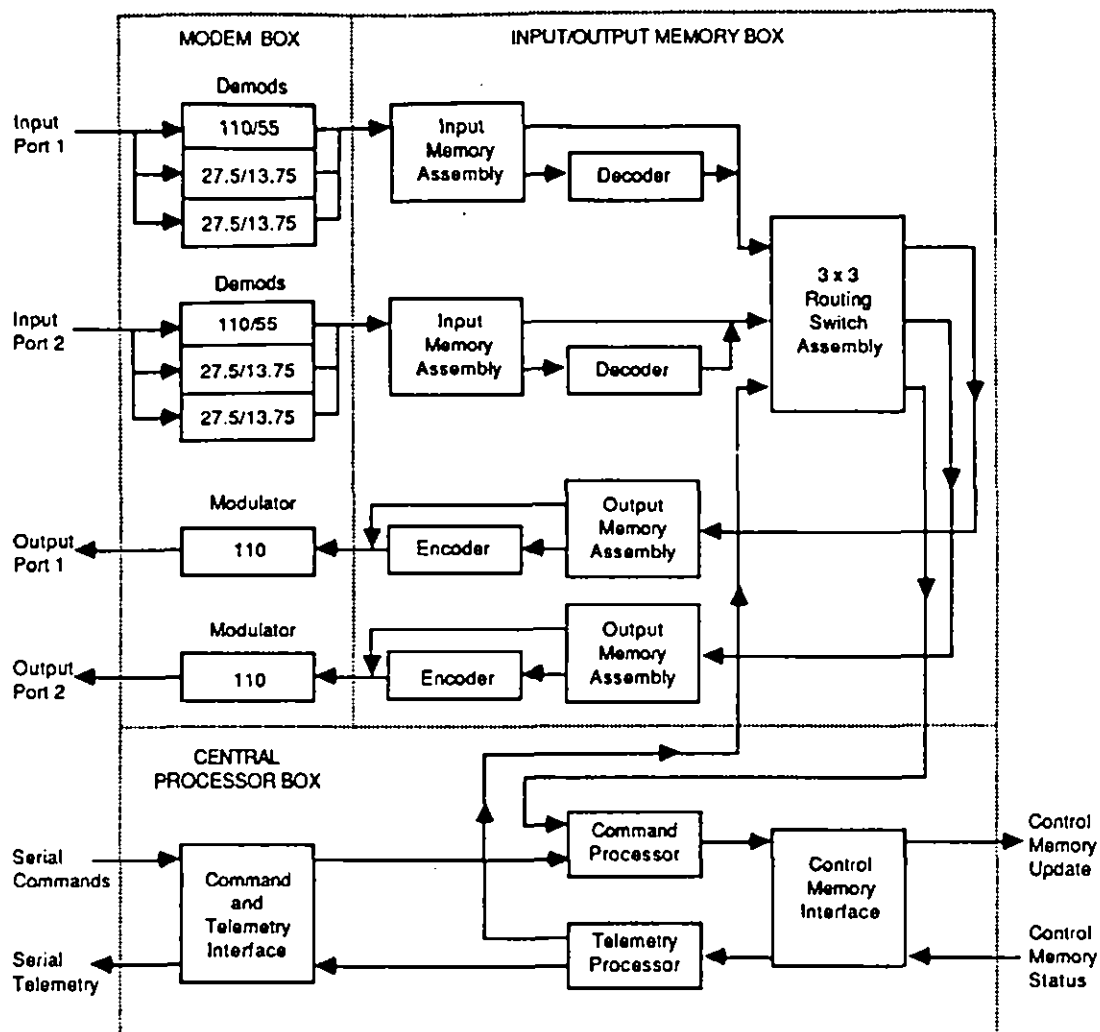 MODEM BOX
INPUT/OUTPUT MEMORY BOX
Demods
Input
Port 1
110/55
27.5/13.75
27.5/13.75
Input
Memory
Assembly
Decoder
3 x 3
Routing
Switch
Assembly
Demods
Input
Port 2
110/55
27.5/13.75
27.5/13.75
Input
Memory
Assembly
Decoder
Modulator
Output
Port 1
110
Encoder
Output
Memory
Assembly
Modulator
Output
Port 2
110
Encoder
Output
Memory
Assembly
CENTRAL
PROCESSOR BOX
Serial
Commands
Command
and
Telemetry
Interface
Command
Processor
Control
Memory
Interface
Control
Memory
Update
Serial
Telemetry
Telemetry
Processor
Control
Memory
Status